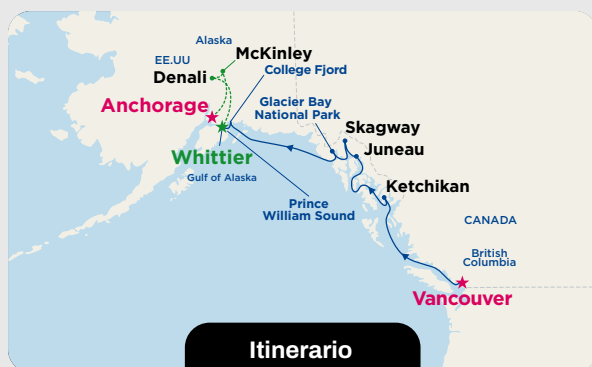 Alaska
McKinley
EE.UU
College Fjord
Denali
Anchorage
Glacier Bay
National Park
Skagway
Juneau
Whittier
Gulf of Alaska
Ketchikan
Prince
William Sound
CANADA
British
Columbia
Vancouver
Itinerario